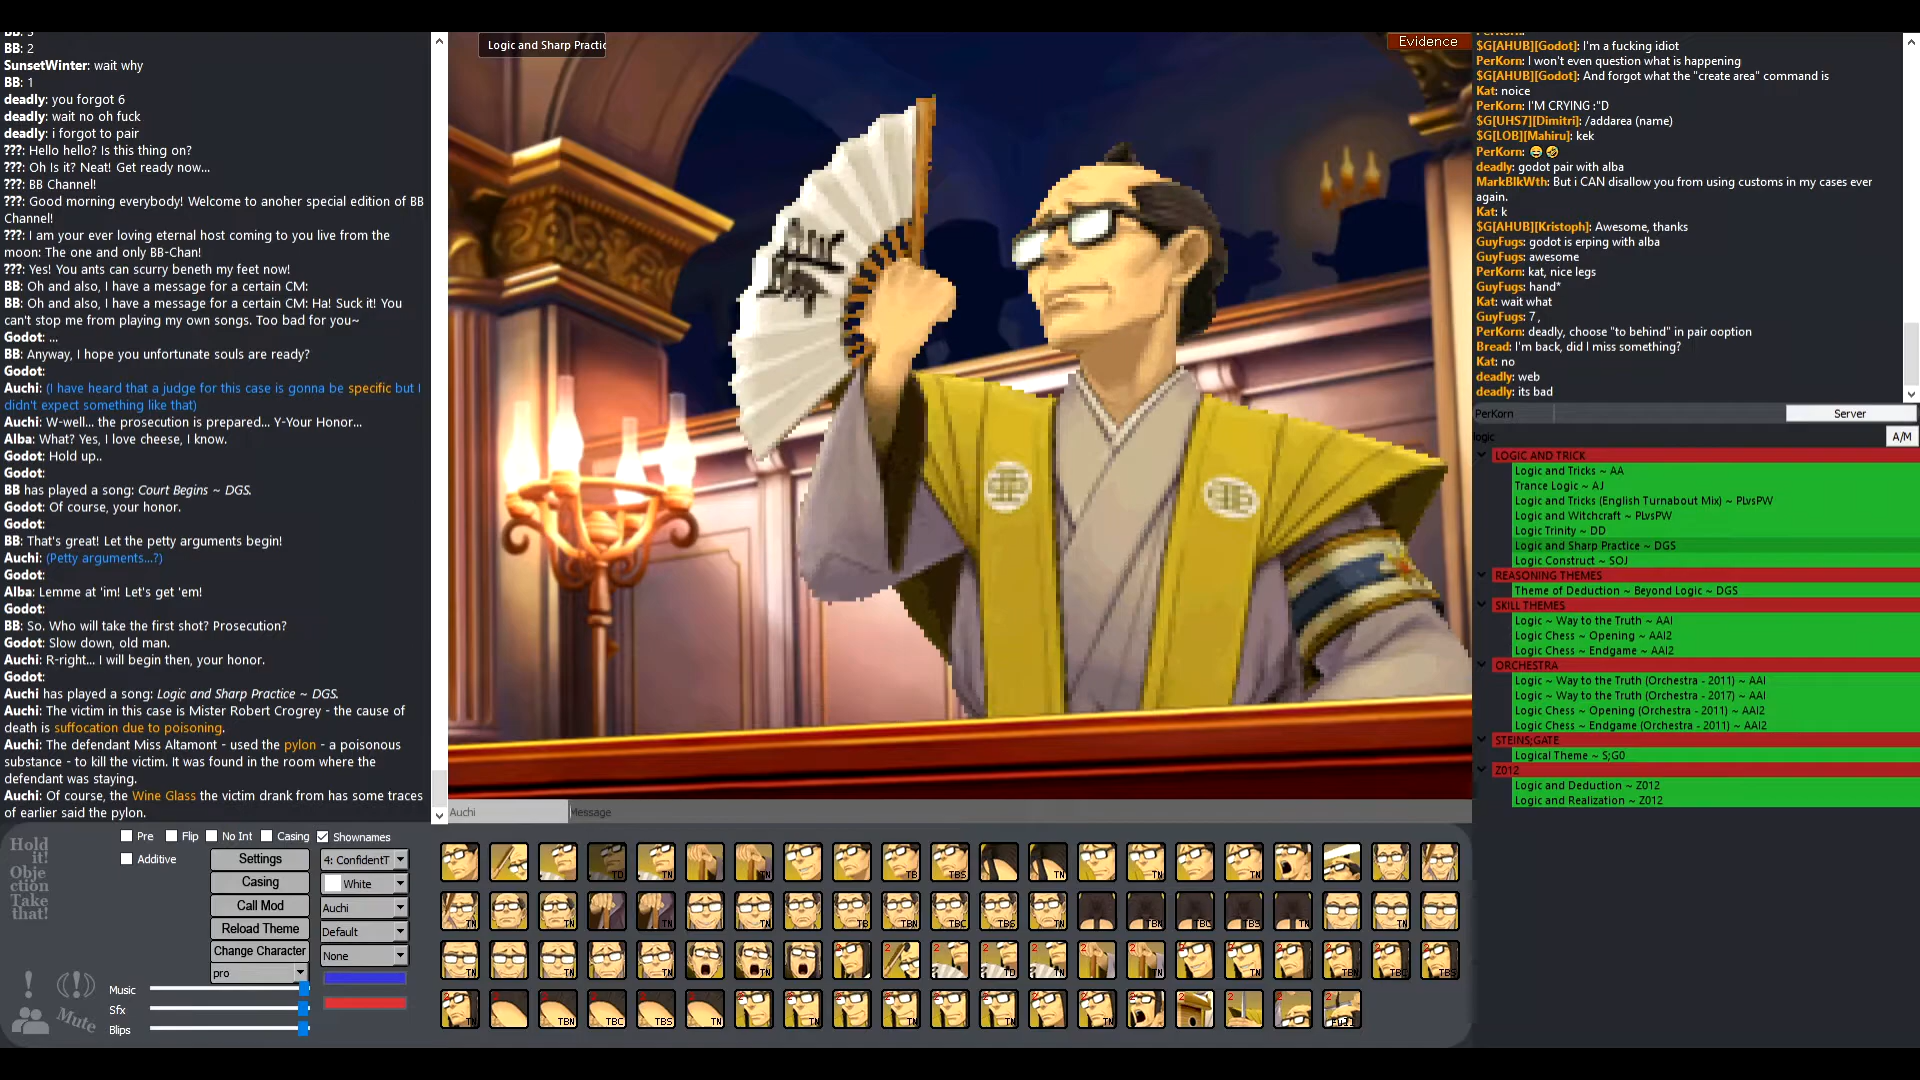 BB: 3
BB: 2
SunsetWinter: wait why
BB: 1
deadly: you forgot 6
deadly: wait no oh fuck
deadly: i forgot to pair
???: Hello hello? Is this thing on?
???: Oh Is it? Neat! Get ready now...
???: BB Channel!
???: Good morning everybody! Welcome to anoher special edition of BB
Channel!
???: I am your ever loving eternal host coming to you live from the
moon: The one and only BB-Chan!
???: Yes! You ants can scurry beneth my feet now!
BB: Oh and also, I have a message for a certain CM:
BB: Oh and also, I have a message for a certain CM: Ha! Suck it! You
can't stop me from playing my own songs. Too bad for you~
Godot: ...
BB: Anyway, I hope you unfortunate souls are ready?
Godot:
Auchi: (I have heard that a judge for this case is gonna be specific but I
didn't expect something like that)
Auchi: W-well... the prosecution is prepared... Y-Your Honor...
Alba: What? Yes, I love cheese, I know.
Godot: Hold up..
Godot:
BB has played a song: Court Begins ~ DGS.
Godot: Of course, your honor.
Godot:
BB: That's great! Let the petty arguments begin!
Auchi: (Petty arguments...?)
Godot:
Alba: Lemme at 'im! Let's get 'em!
Godot:
BB: So. Who will take the first shot? Prosecution?
Godot: Slow down, old man.
Auchi: R-right... I will begin then, your honor.
Godot:
Auchi has played a song: Logic and Sharp Practice ~ DGS.
Auchi: The victim in this case is Mister Robert Crogrey - the cause of
death is suffocation due to poisoning.
Auchi: The defendant Miss Altamont - used the pylon - a poisonous
substance - to kill the victim. It was found in the room where the
defendant was staying.
Auchi: Of course, the Wine Glass the victim drank from has some traces
of earlier said the pylon.
Logic and Sharp Practic
Evidence
$G[AHUB][Godot]: I'm a fucking idiot
PerKorn: I won't even question what is happening
$G[AHUB][Godot]: And forgot what the "create area" command is
Kat: noice
PerKorn: I'M CRYING :"D
$G[UHS7][Dimitri]: /addarea (name)
$G[LOB][Mahiru]: kek
PerKorn: 😄 🤣
deadly: godot pair with alba
MarkBlkWth: But i CAN disallow you from using customs in my cases ever
again.
Kat: k
$G[AHUB][Kristoph]: Awesome, thanks
GuyFugs: godot is erping with alba
GuyFugs: awesome
PerKorn: kat, nice legs
GuyFugs: hand*
Kat: wait what
GuyFugs: 7 ,
PerKorn: deadly, choose "to behind" in pair ooption
Bread: I'm back, did I miss something?
Kat: no
deadly: web
deadly: its bad
PerKorn
Server
logic
A/M
LOGIC AND TRICK
Logic and Tricks ~ AA
Trance Logic ~ AJ
Logic and Tricks (English Turnabout Mix) ~ PLvsPW
Logic and Witchcraft ~ PLvsPW
Logic Trinity ~ DD
Logic and Sharp Practice ~ DGS
Logic Construct ~ SOJ
REASONING THEMES
Theme of Deduction ~ Beyond Logic ~ DGS
SKILL THEMES
Logic ~ Way to the Truth ~ AAI
Logic Chess ~ Opening ~ AAI2
Logic Chess ~ Endgame ~ AAI2
ORCHESTRA
Logic ~ Way to the Truth (Orchestra - 2011) ~ AAI
Logic ~ Way to the Truth (Orchestra - 2017) ~ AAI
Logic Chess ~ Opening (Orchestra - 2011) ~ AAI2
Logic Chess ~ Endgame (Orchestra - 2011) ~ AAI2
STEINS;GATE
Logical Theme ~ S;G0
Z012
Logic and Deduction ~ Z012
Logic and Realization ~ Z012
Auchi
Message
Hold
it!
Obje
ction
Take
that!
Pre
Flip
No Int
Casing
Shownames
Additive
Settings
4: ConfidentT
Casing
White
Call Mod
Auchi
Reload Theme
Default
Change Character
None
pro
Music
Sfx
Blips
Mute